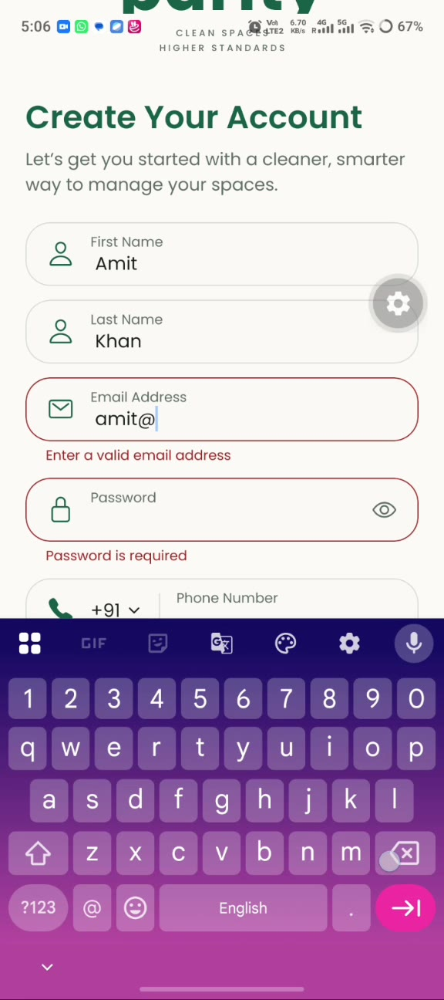 purity
5:06 Vo) LTE2 6.70 KB/s 4G R 5G 67%
CLEAN SPACES
HIGHER STANDARDS
Create Your Account
Let’s get you started with a cleaner, smarter
way to manage your spaces.
First Name
Amit
Last Name
Khan
Email Address
amit@
Enter a valid email address
Password
Password is required
+91 Phone Number
GIF
1 2 3 4 5 6 7 8 9 0
q w e r t y u i o p
a s d f g h j k l
z x c v b n m
?123 @ English .